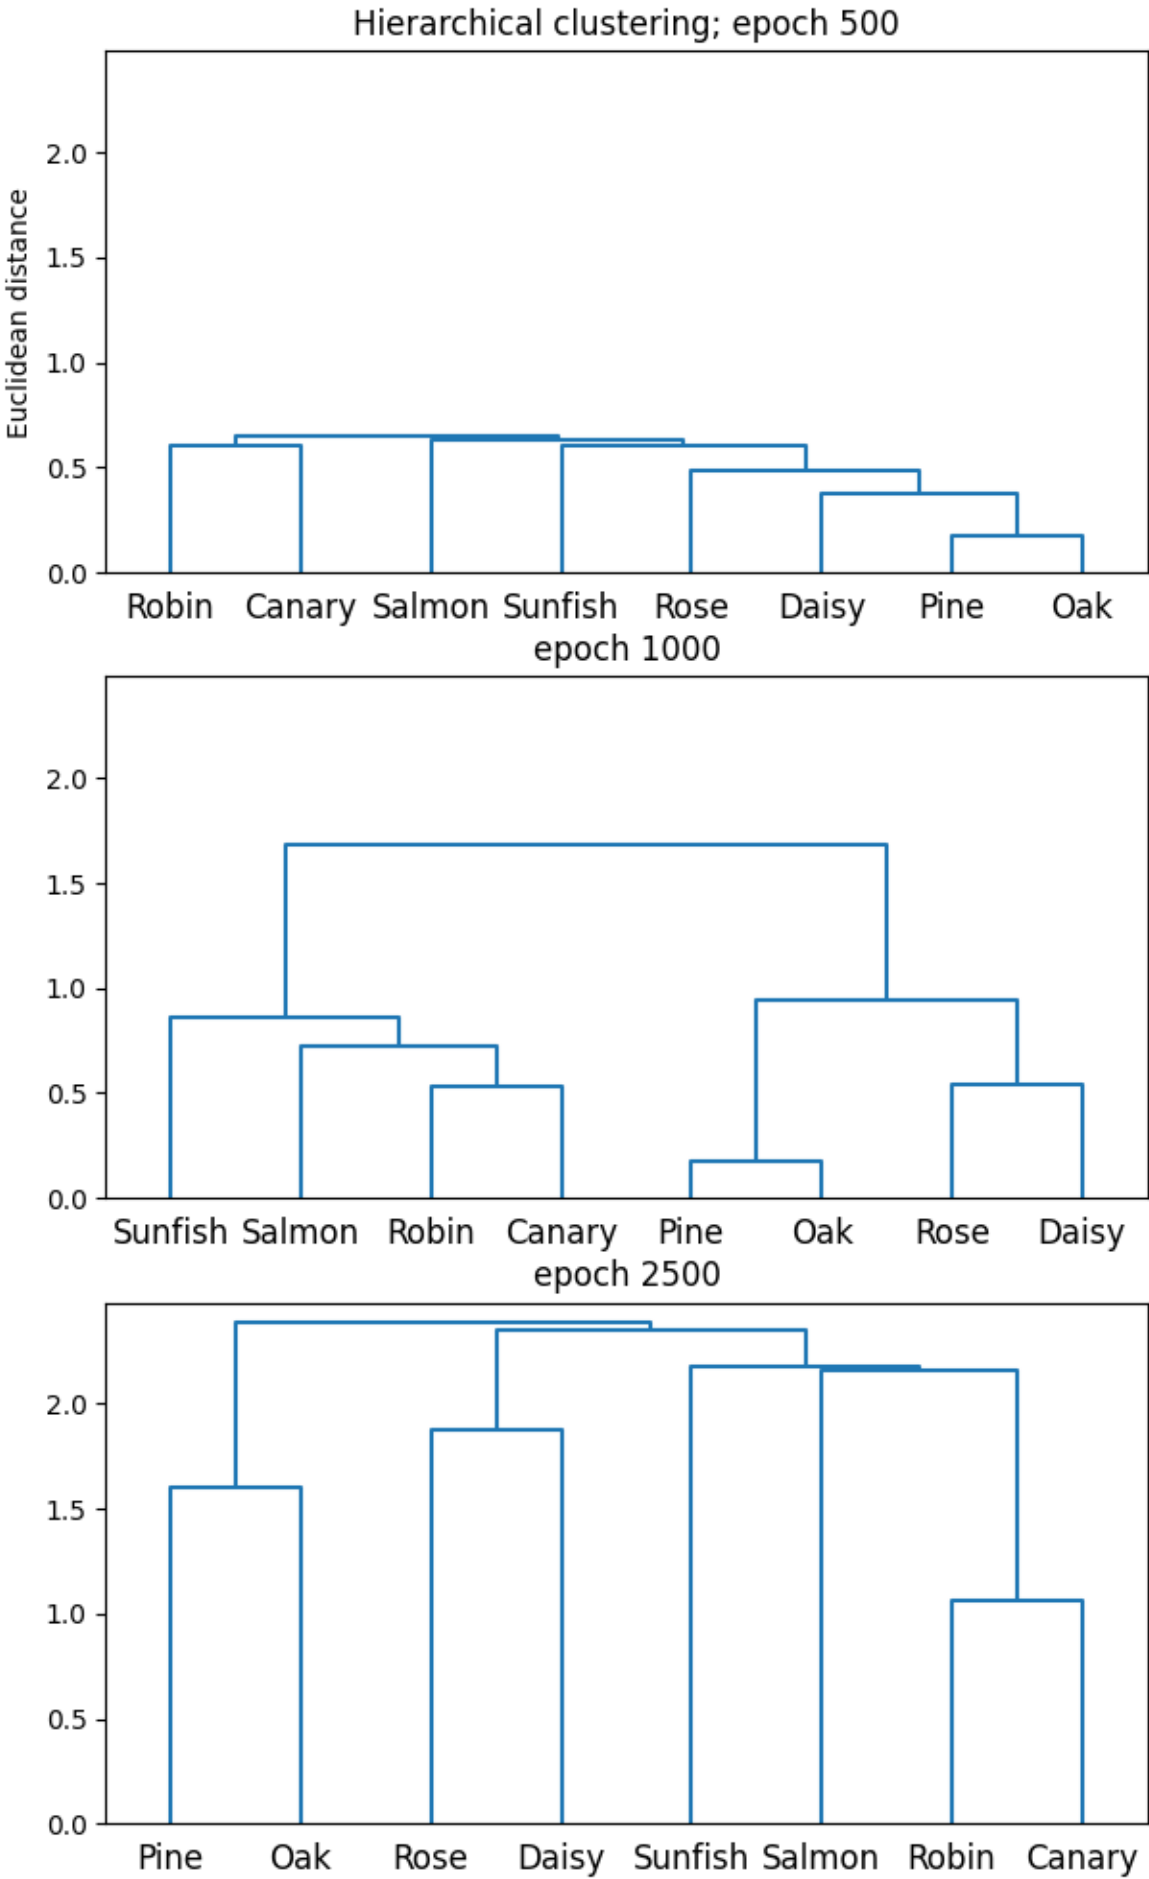 Hierarchical clustering; epoch 500
Euclidean distance
2.0
1.5
1.0
0.5
0.0
Robin Canary Salmon Sunfish Rose Daisy Pine Oak
epoch 1000
2.0
1.5
1.0
0.5
0.0
Sunfish Salmon Robin Canary Pine Oak Rose Daisy
epoch 2500
2.0
1.5
1.0
0.5
0.0
Pine Oak Rose Daisy Sunfish Salmon Robin Canary